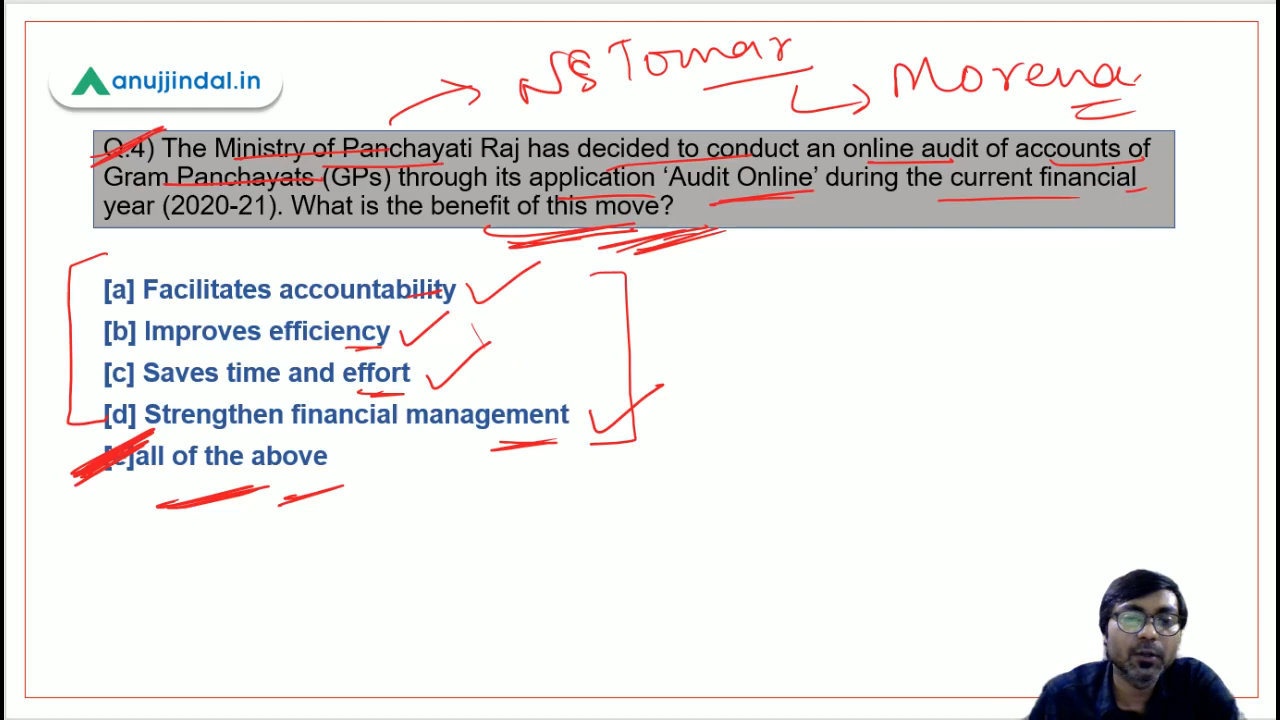 NS Tomar
Morena
anujjindal.in
Q.4) The Ministry of Panchayati Raj has decided to conduct an online audit of accounts of
Gram Panchayats (GPs) through its application ‘Audit Online’ during the current financial
year (2020-21). What is the benefit of this move?
[a] Facilitates accountability
[b] Improves efficiency
[c] Saves time and effort
[d] Strengthen financial management
[e]all of the above